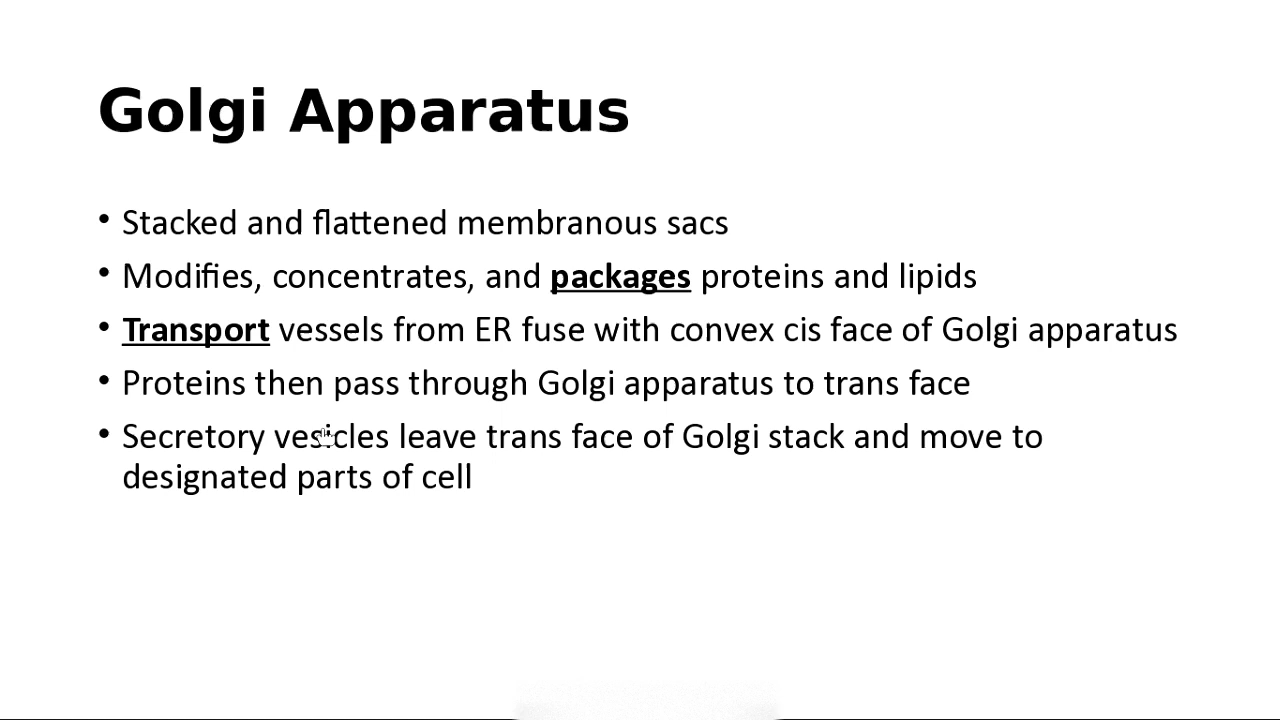 Golgi Apparatus
• Stacked and flattened membranous sacs
• Modifies, concentrates, and packages proteins and lipids
• Transport vessels from ER fuse with convex cis face of Golgi apparatus
• Proteins then pass through Golgi apparatus to trans face
• Secretory vesicles leave trans face of Golgi stack and move to
designated parts of cell